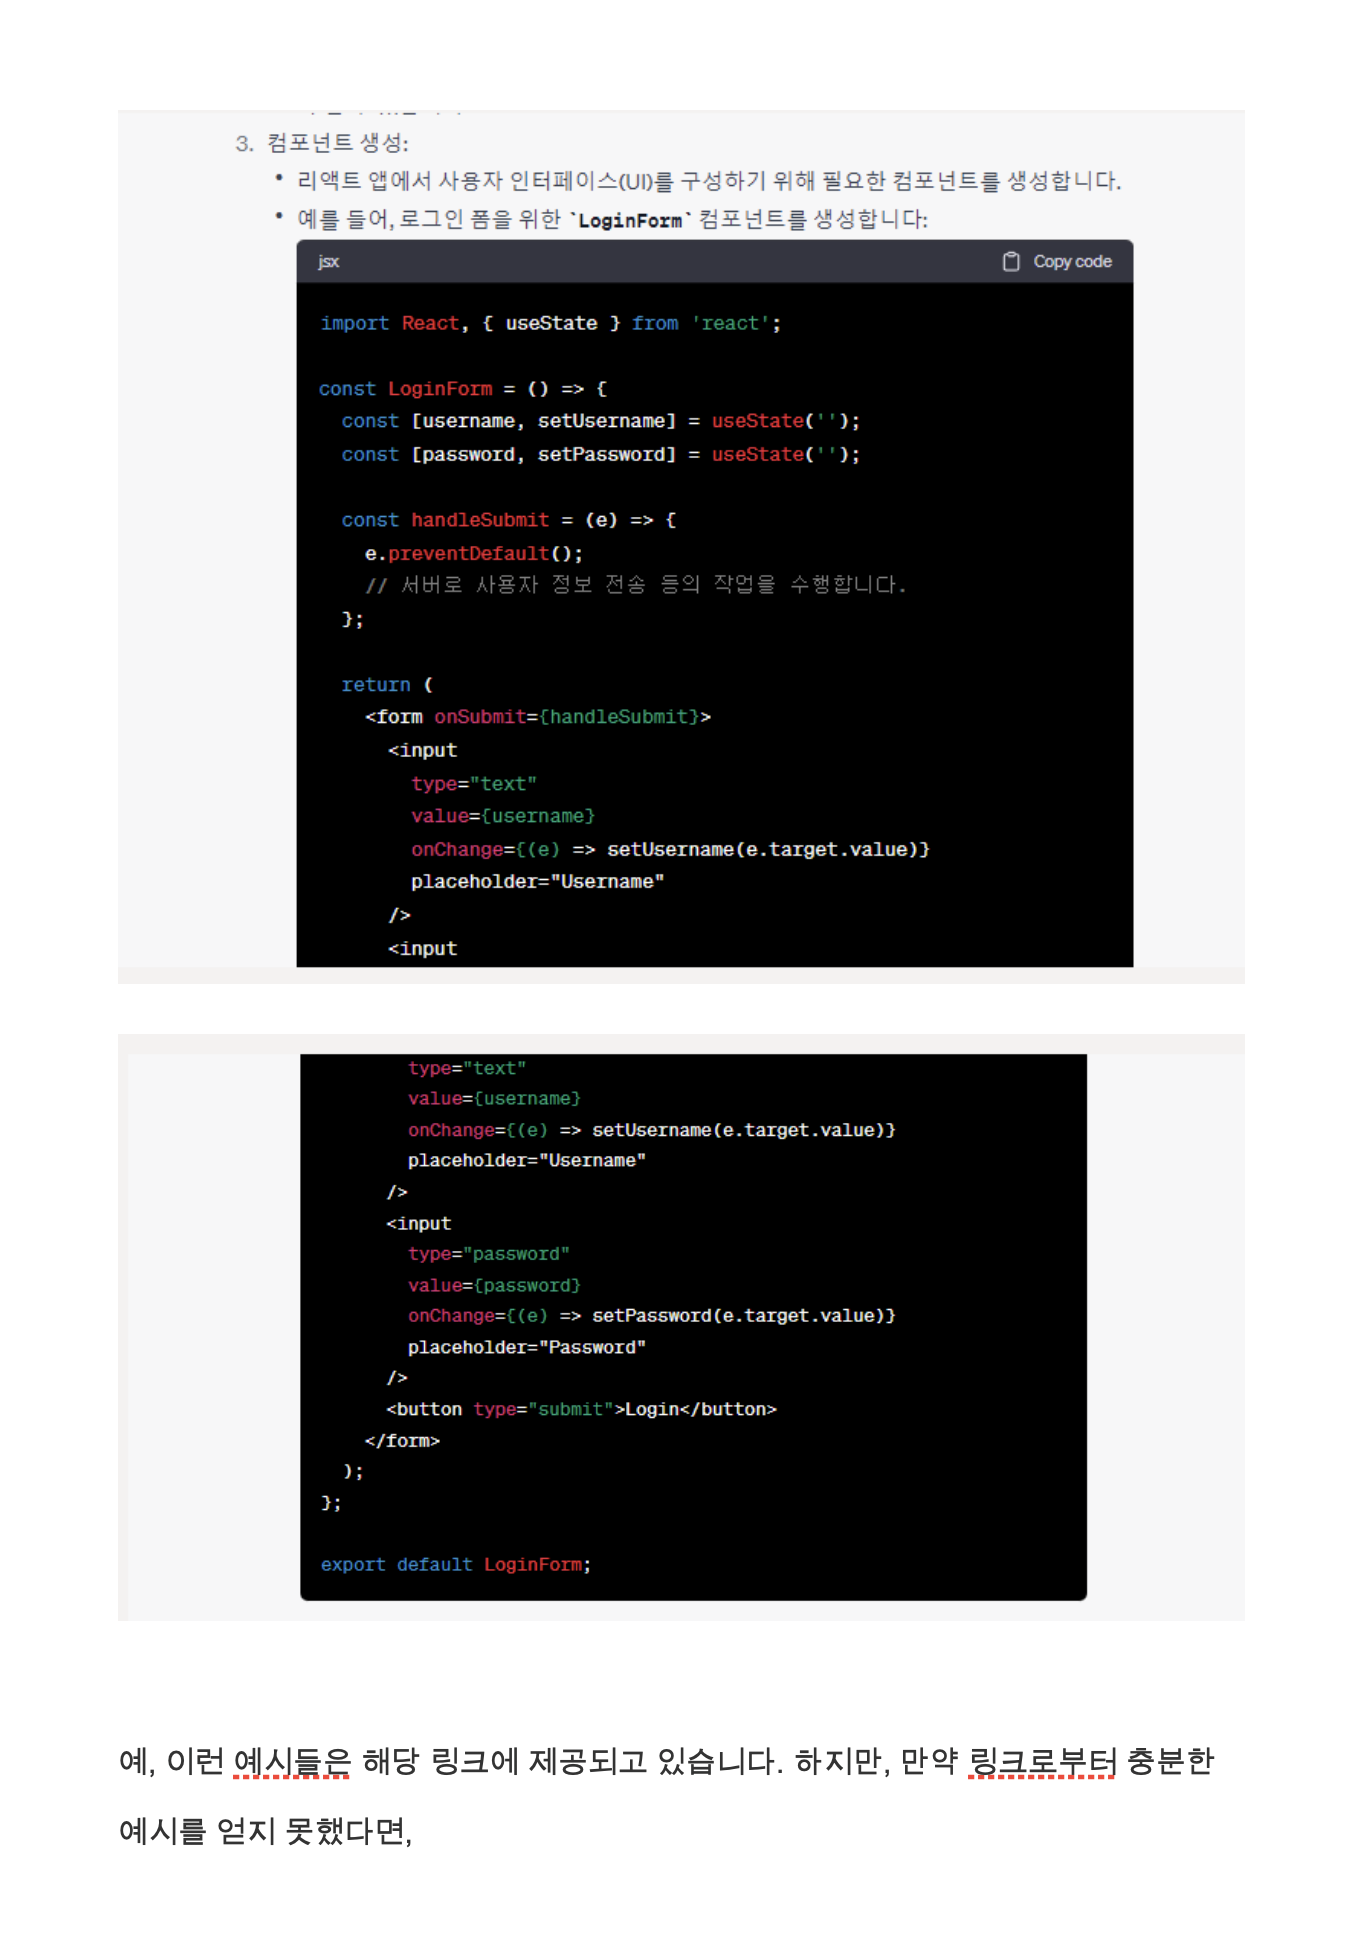 3. 컴포넌트 생성:
• 리액트 앱에서 사용자 인터페이스(UI)를 구성하기 위해 필요한 컴포넌트를 생성합니다.
• 예를 들어, 로그인 폼을 위한 `LoginForm` 컴포넌트를 생성합니다:
jsx Copy code
import React, { useState } from 'react';
const LoginForm = () => {
const [username, setUsername] = useState('');
const [password, setPassword] = useState('');
const handleSubmit = (e) => {
e.preventDefault();
// 서버로 사용자 정보 전송 등의 작업을 수행합니다.
};
return (
<form onSubmit={handleSubmit}>
<input
type="text"
value={username}
onChange={(e) => setUsername(e.target.value)}
placeholder="Username"
/>
<input
type="text"
value={username}
onChange={(e) => setUsername(e.target.value)}
placeholder="Username"
/>
<input
type="password"
value={password}
onChange={(e) => setPassword(e.target.value)}
placeholder="Password"
/>
<button type="submit">Login</button>
</form>
);
};
export default LoginForm;
예, 이런 예시들은 해당 링크에 제공되고 있습니다. 하지만, 만약 링크로부터 충분한
예시를 얻지 못했다면,